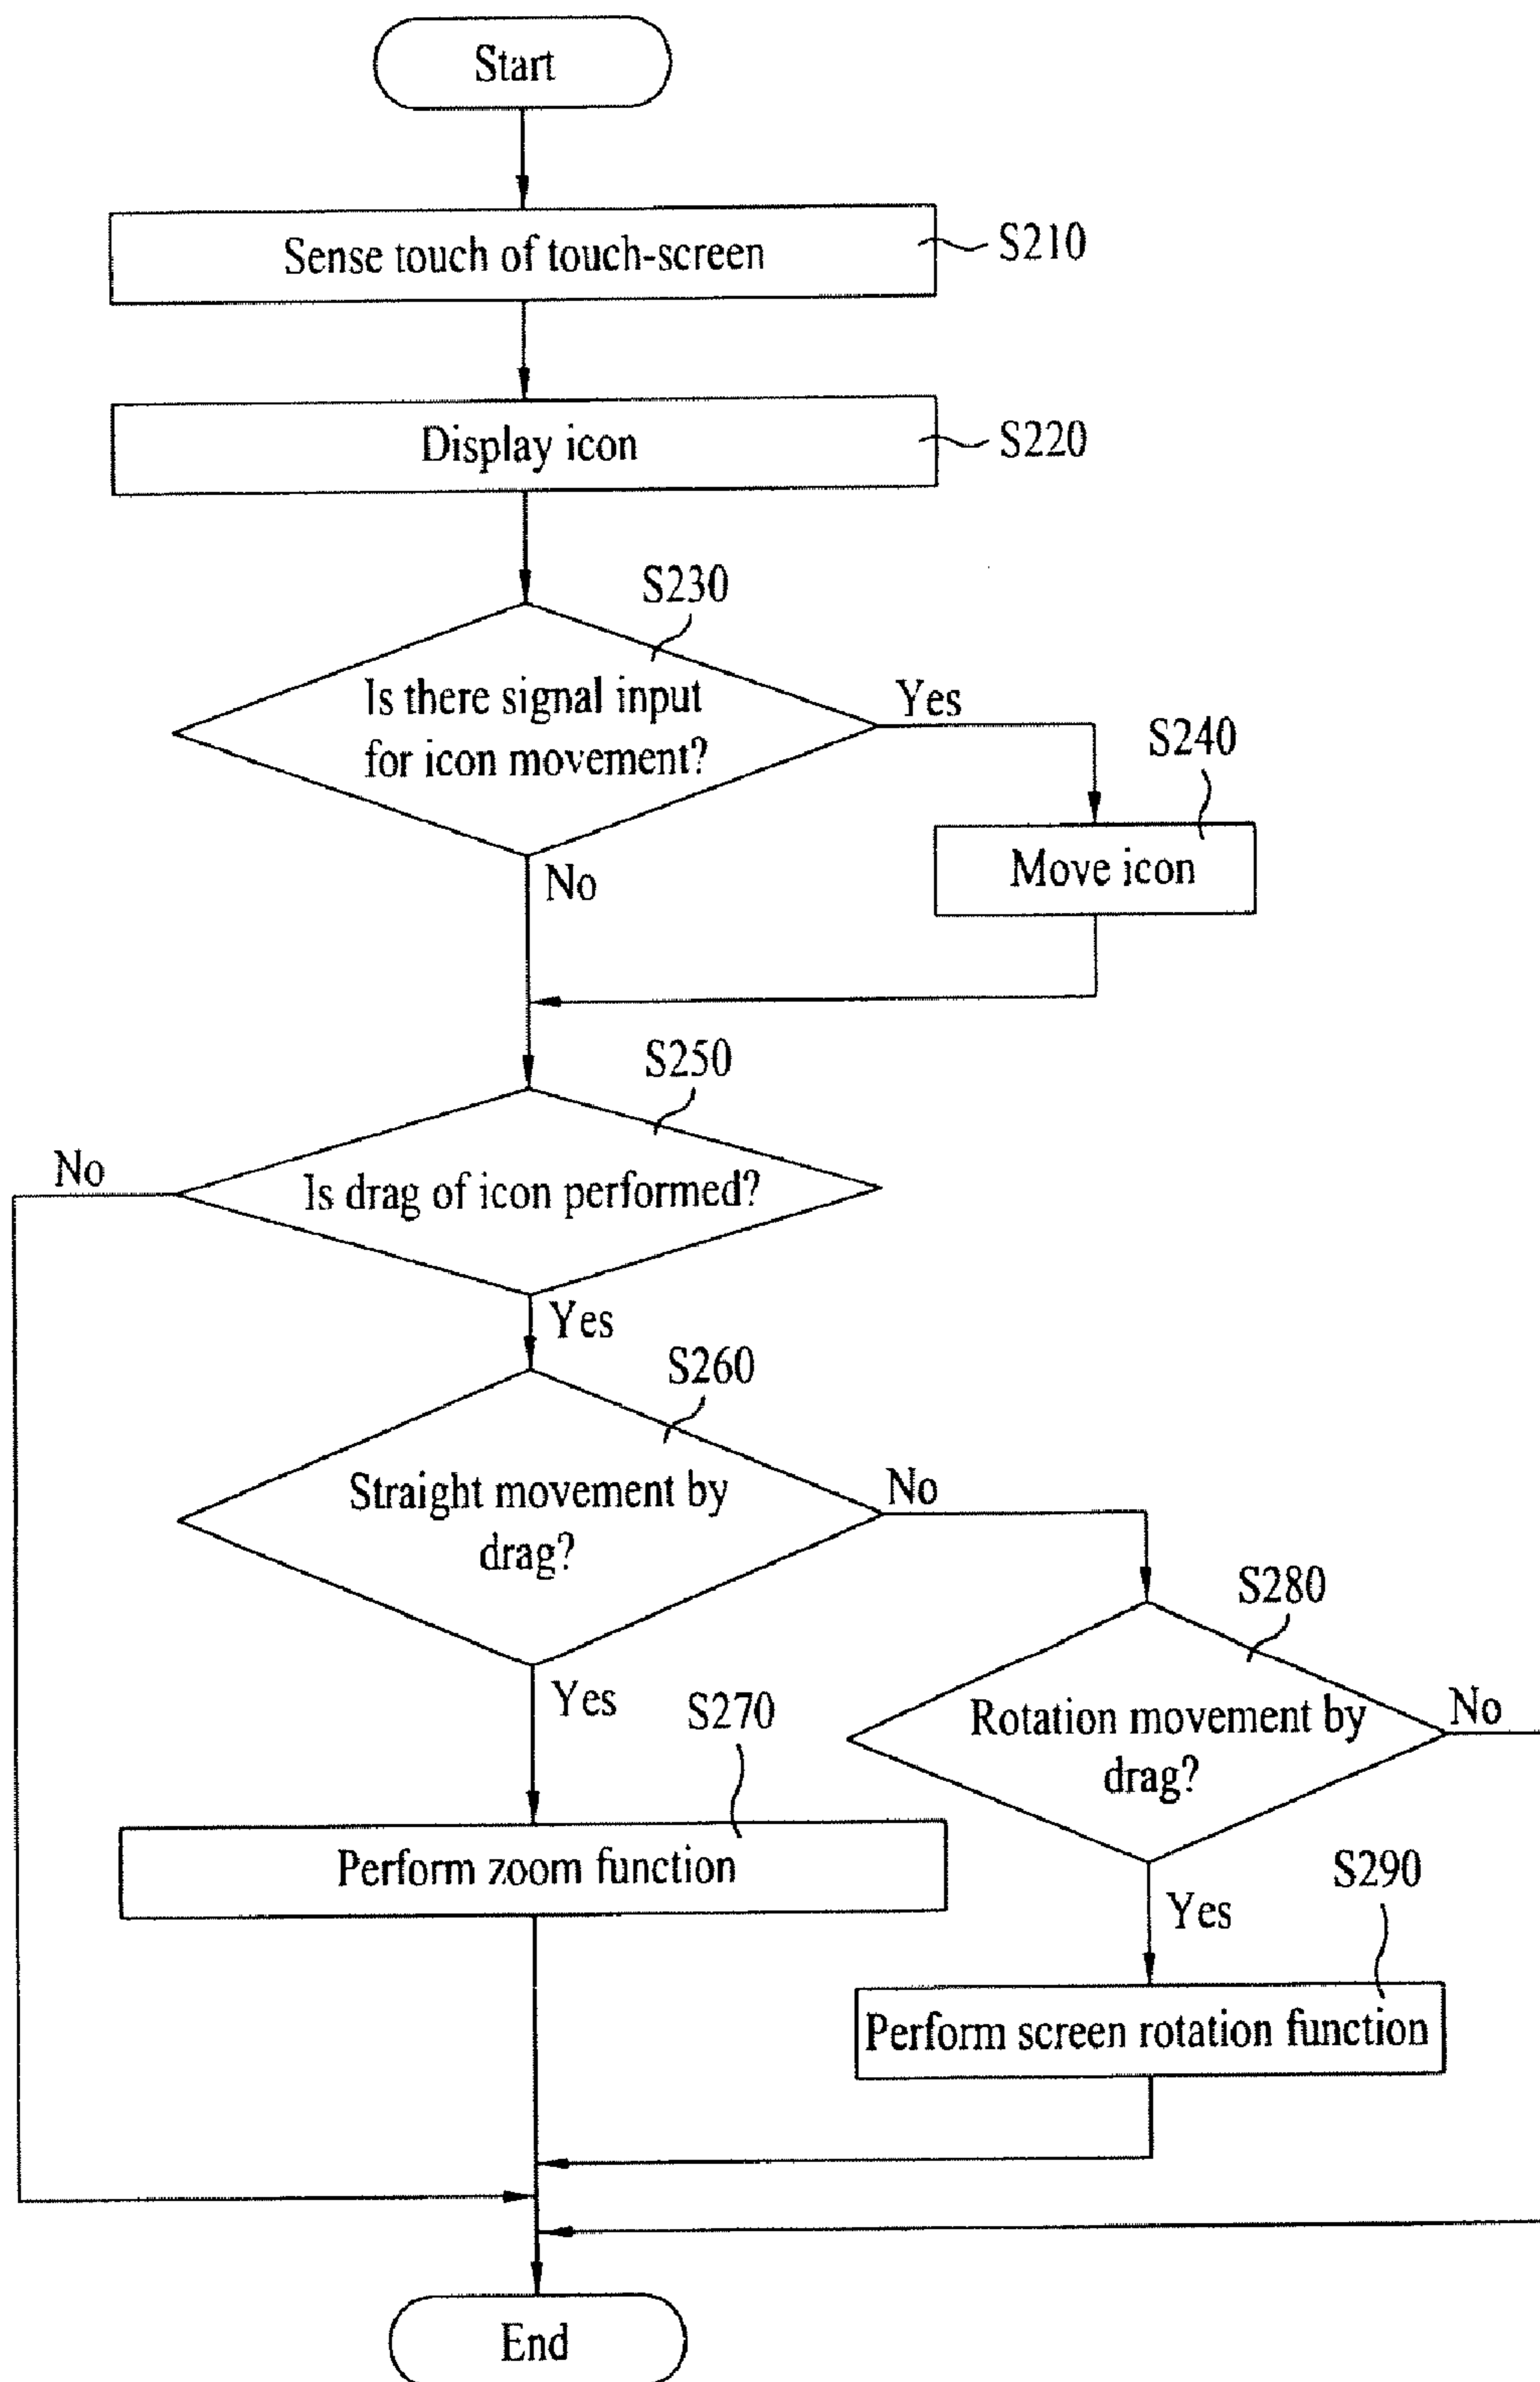 Start
Sense touch of touch-screen
S210
Display icon
S220
S230
Is there signal input
for icon movement?
Yes
S240
Move icon
No
S250
No
Is drag of icon performed?
Yes
S260
Straight movement by
drag?
No
S280
Rotation movement by
drag?
No
Yes
S270
Perform zoom function
Yes
S290
Perform screen rotation function
End